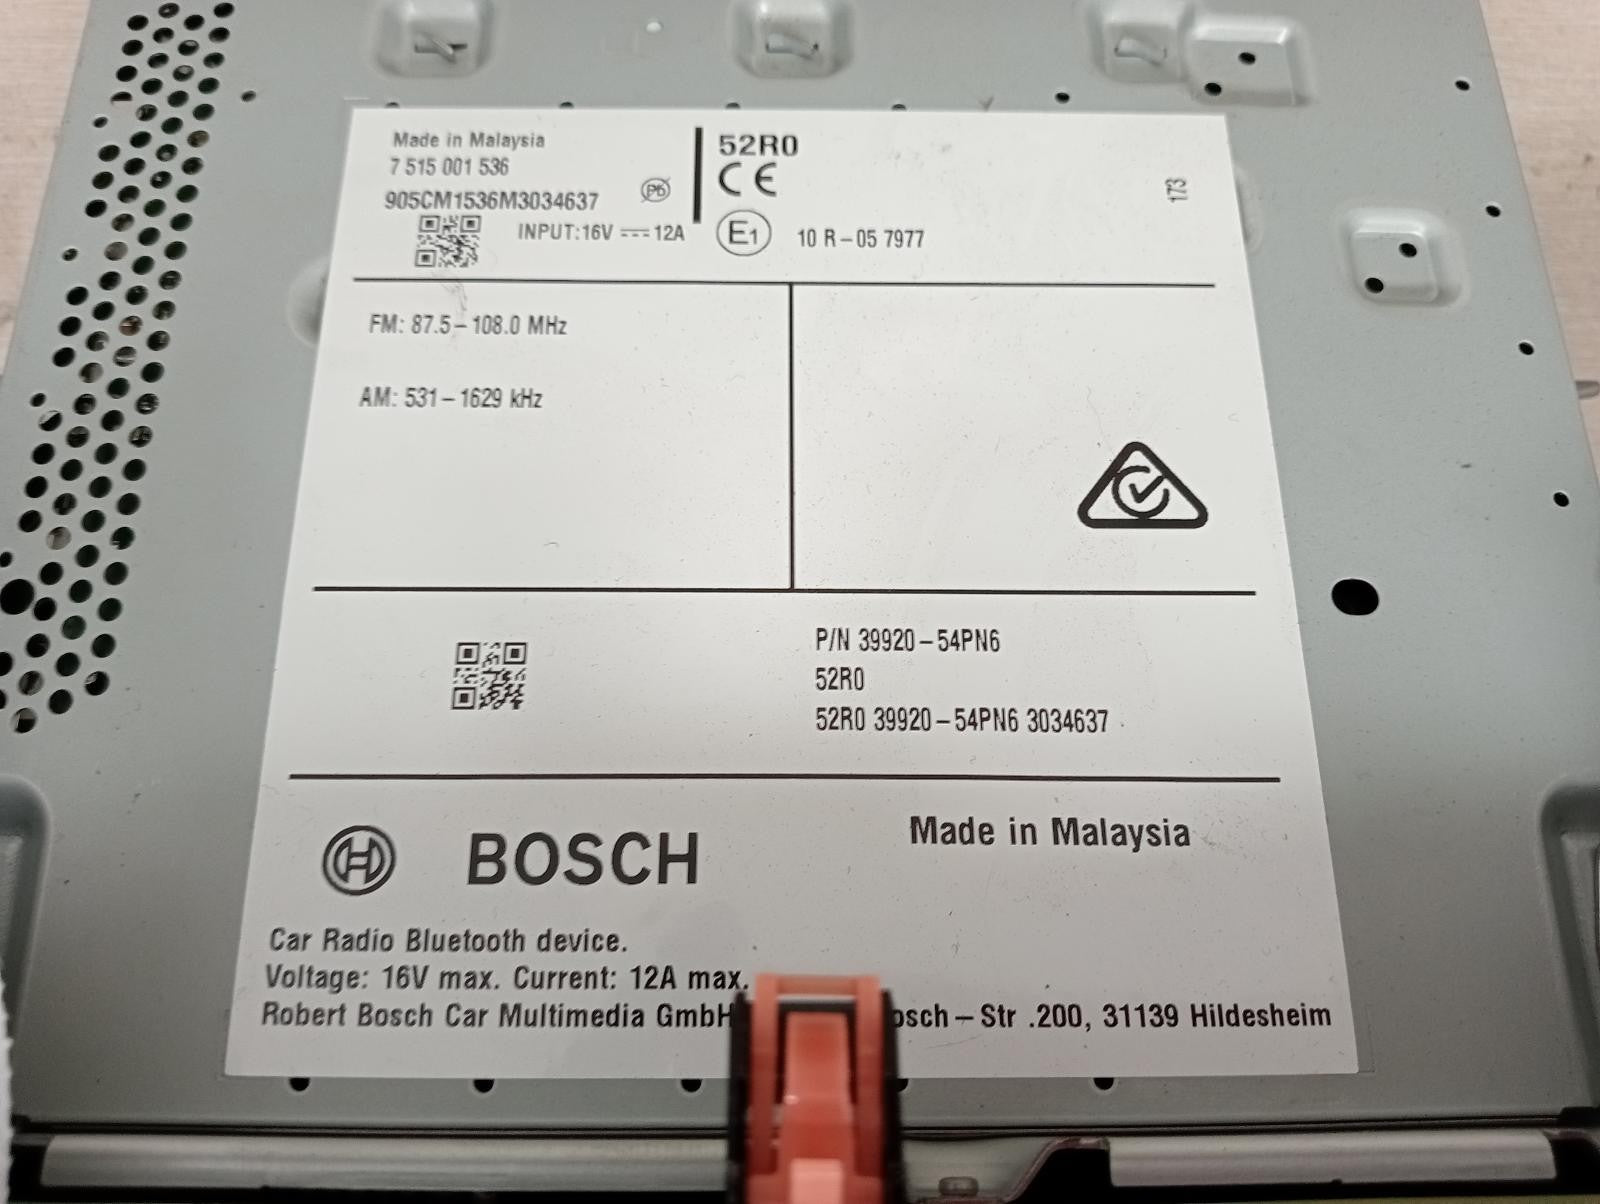 Made in Malaysia
7 515 001 536
905CM1536M3034637
INPUT:16V 12A
52R0
CE
E1 10 R-05 7977
173
FM: 87.5-108.0 MHz
AM: 531-1629 kHz
P/N 39920-54PN6
52R0
52R0 39920-54PN6 3034637
BOSCH
Made in Malaysia
Car Radio Bluetooth device.
Voltage: 16V max. Current: 12A max.
Robert Bosch Car Multimedia GmbH osch-Str .200, 31139 Hildesheim